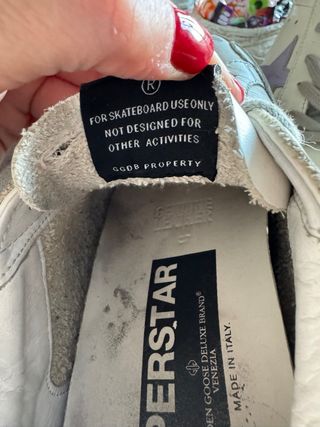 ®
FOR SKATEBOARD USE ONLY
NOT DESIGNED FOR
OTHER ACTIVITIES
GGDB PROPERTY
PERSTAR
DEN GOOSE DELUXE BRAND®
VENEZIA
MADE IN ITALY.